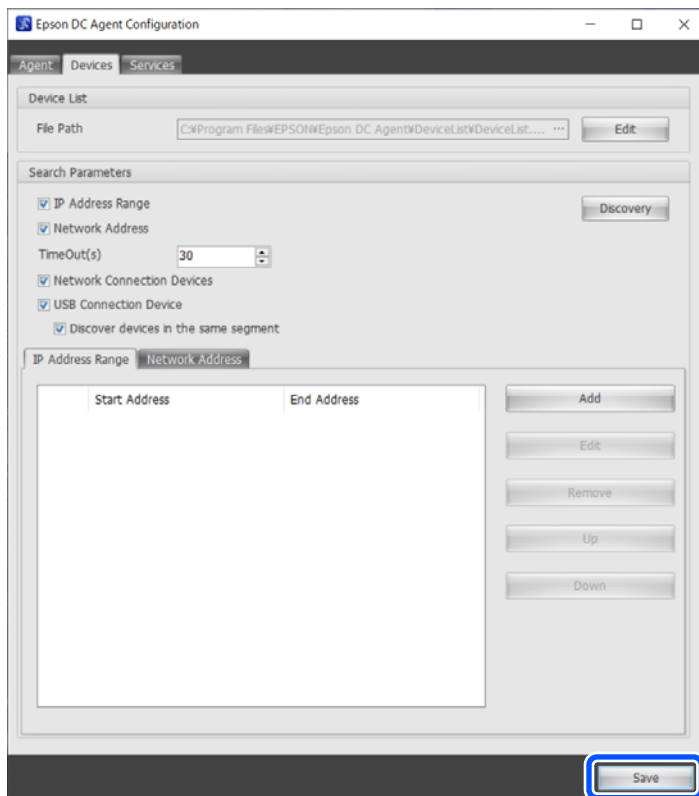 Epson DC Agent Configuration
Agent Devices Services
Device List
File Path C:¥Program Files¥EPSON¥Epson DC Agent¥DeviceList¥DeviceList.... ... Edit
Search Parameters
IP Address Range Discovery
Network Address
TimeOut(s) 30
Network Connection Devices
USB Connection Device
Discover devices in the same segment
IP Address Range Network Address
Start Address End Address
Add
Edit
Remove
Up
Down
Save